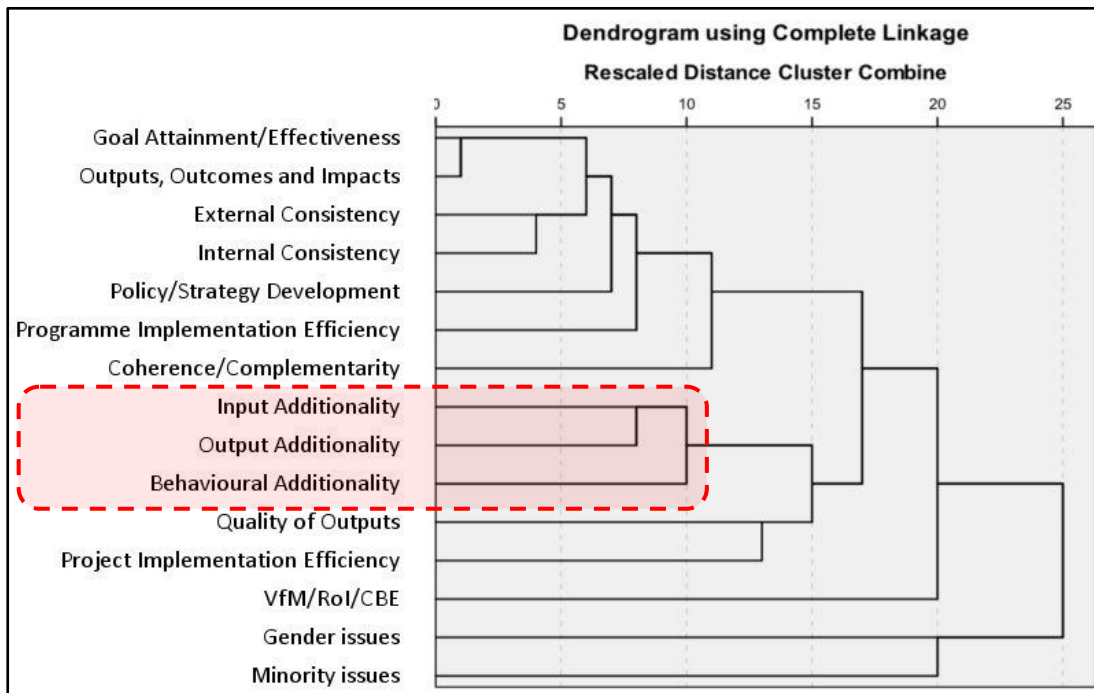 Dendrogram using Complete Linkage
Rescaled Distance Cluster Combine
0 5 10 15 20 25
Goal Attainment/Effectiveness
Outputs, Outcomes and Impacts
External Consistency
Internal Consistency
Policy/Strategy Development
Programme Implementation Efficiency
Coherence/Complementarity
Input Additionality
Output Additionality
Behavioural Additionality
Quality of Outputs
Project Implementation Efficiency
VfM/RoI/CBE
Gender issues
Minority issues